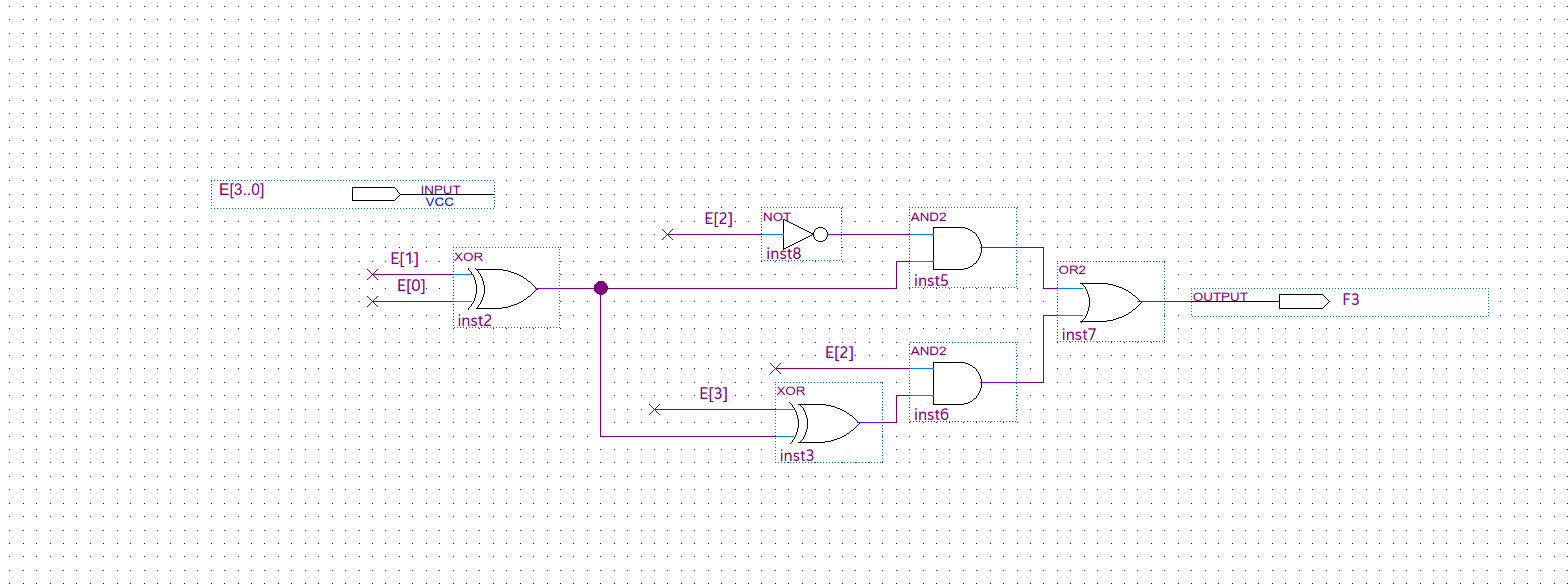 E[3..0]
INPUT
VCC
E[2]
NOT
inst8
AND2
inst5
E[1]
E[0]
XOR
inst2
OR2
inst7
OUTPUT
F3
E[2]
AND2
inst6
E[3]
XOR
inst3